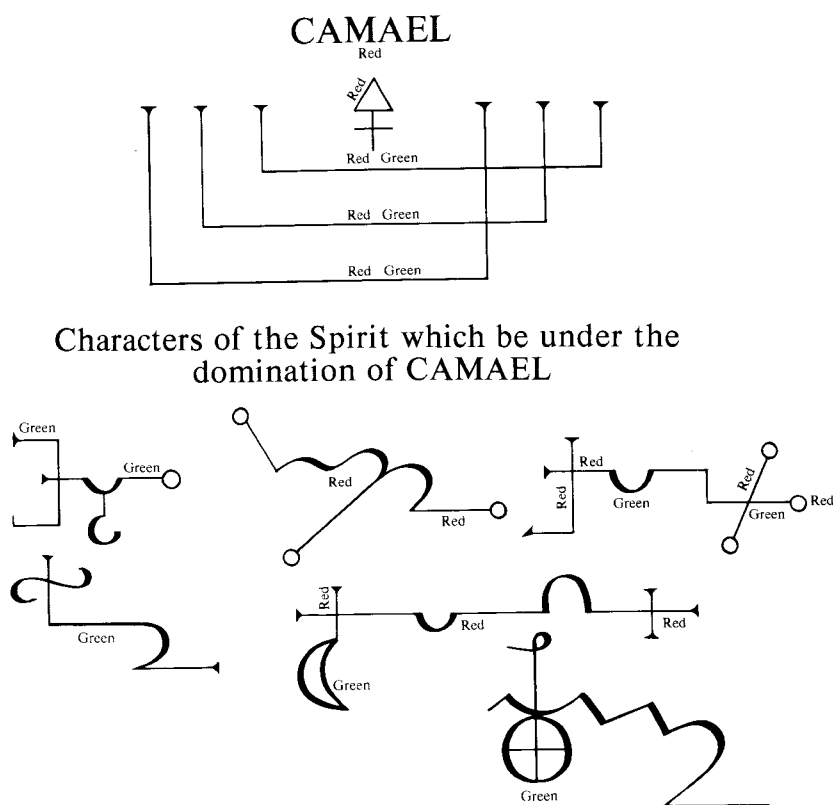 CAMAEL
Red
Red
Red Green
Red Green
Red Green
Characters of the Spirit which be under the
domination of CAMAEL
Green
Green
Red
Red
Red
Red
Green
Red
Green
Red
Green
Red
Red
Red
Green
Green